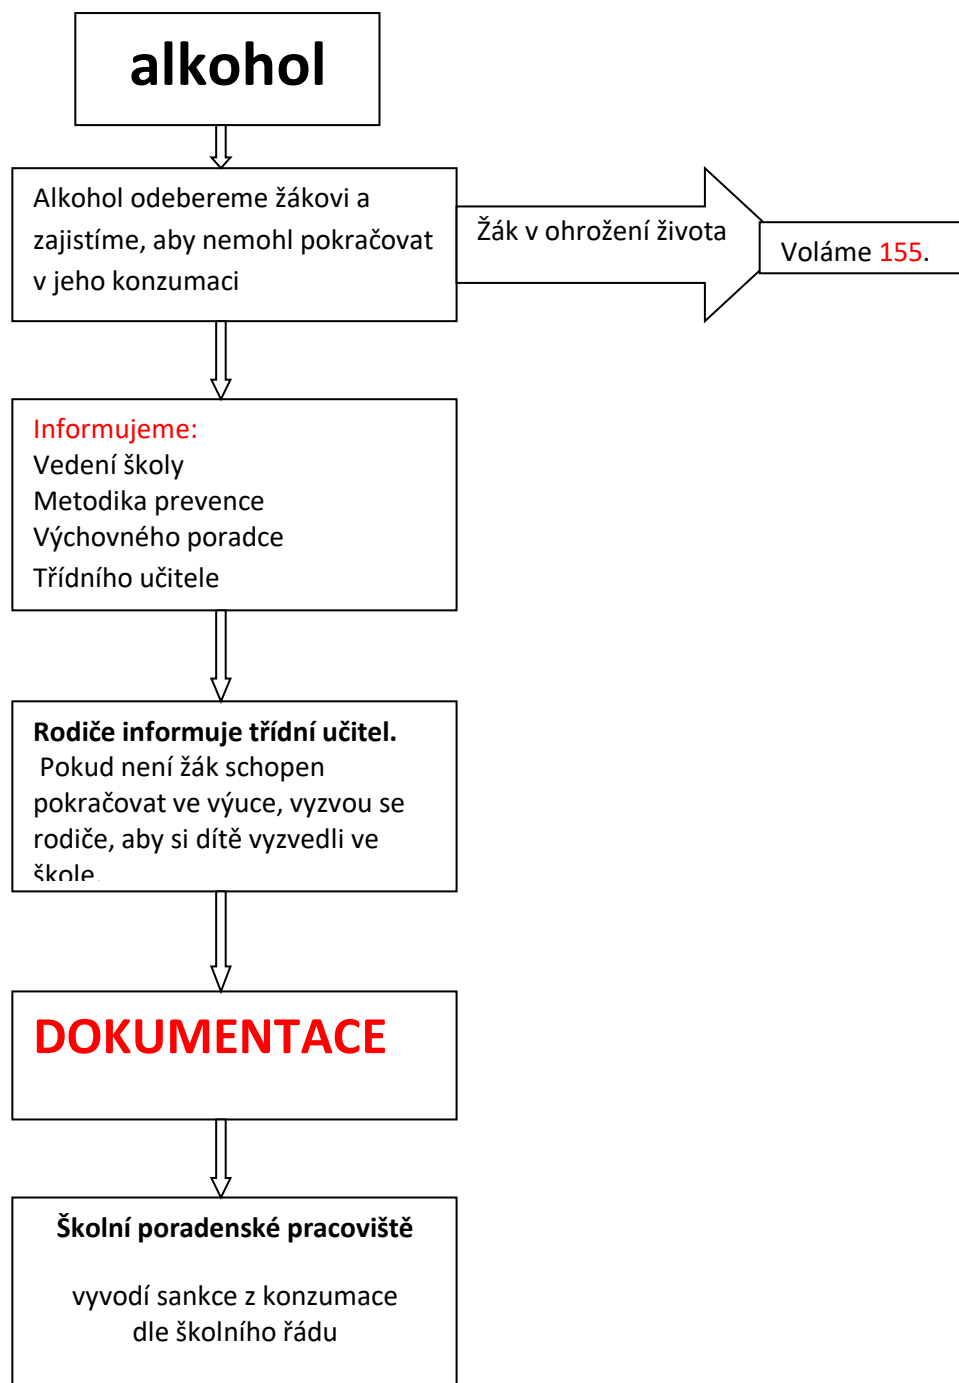 alkohol
Alkohol odebereme žákovi a
zajistíme, aby nemohl pokračovat
v jeho konzumaci
Žák v ohrožení života
Voláme 155.
Informujeme:
Vedení školy
Metodika prevence
Výchovného poradce
Třídního učitele
Rodiče informuje třídní učitel.
Pokud není žák schopen
pokračovat ve výuce, vyzvou se
rodiče, aby si dítě vyzvedli ve
škole.
DOKUMENTACE
Školní poradenské pracoviště
vyvodí sankce z konzumace
dle školního řádu